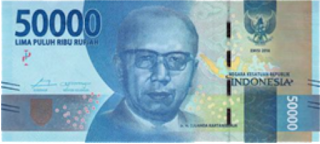 50000
LIMA PULUH RIBU RUPIAH
NEGARA KESATUAN REPUBLIK
INDONESIA
50000